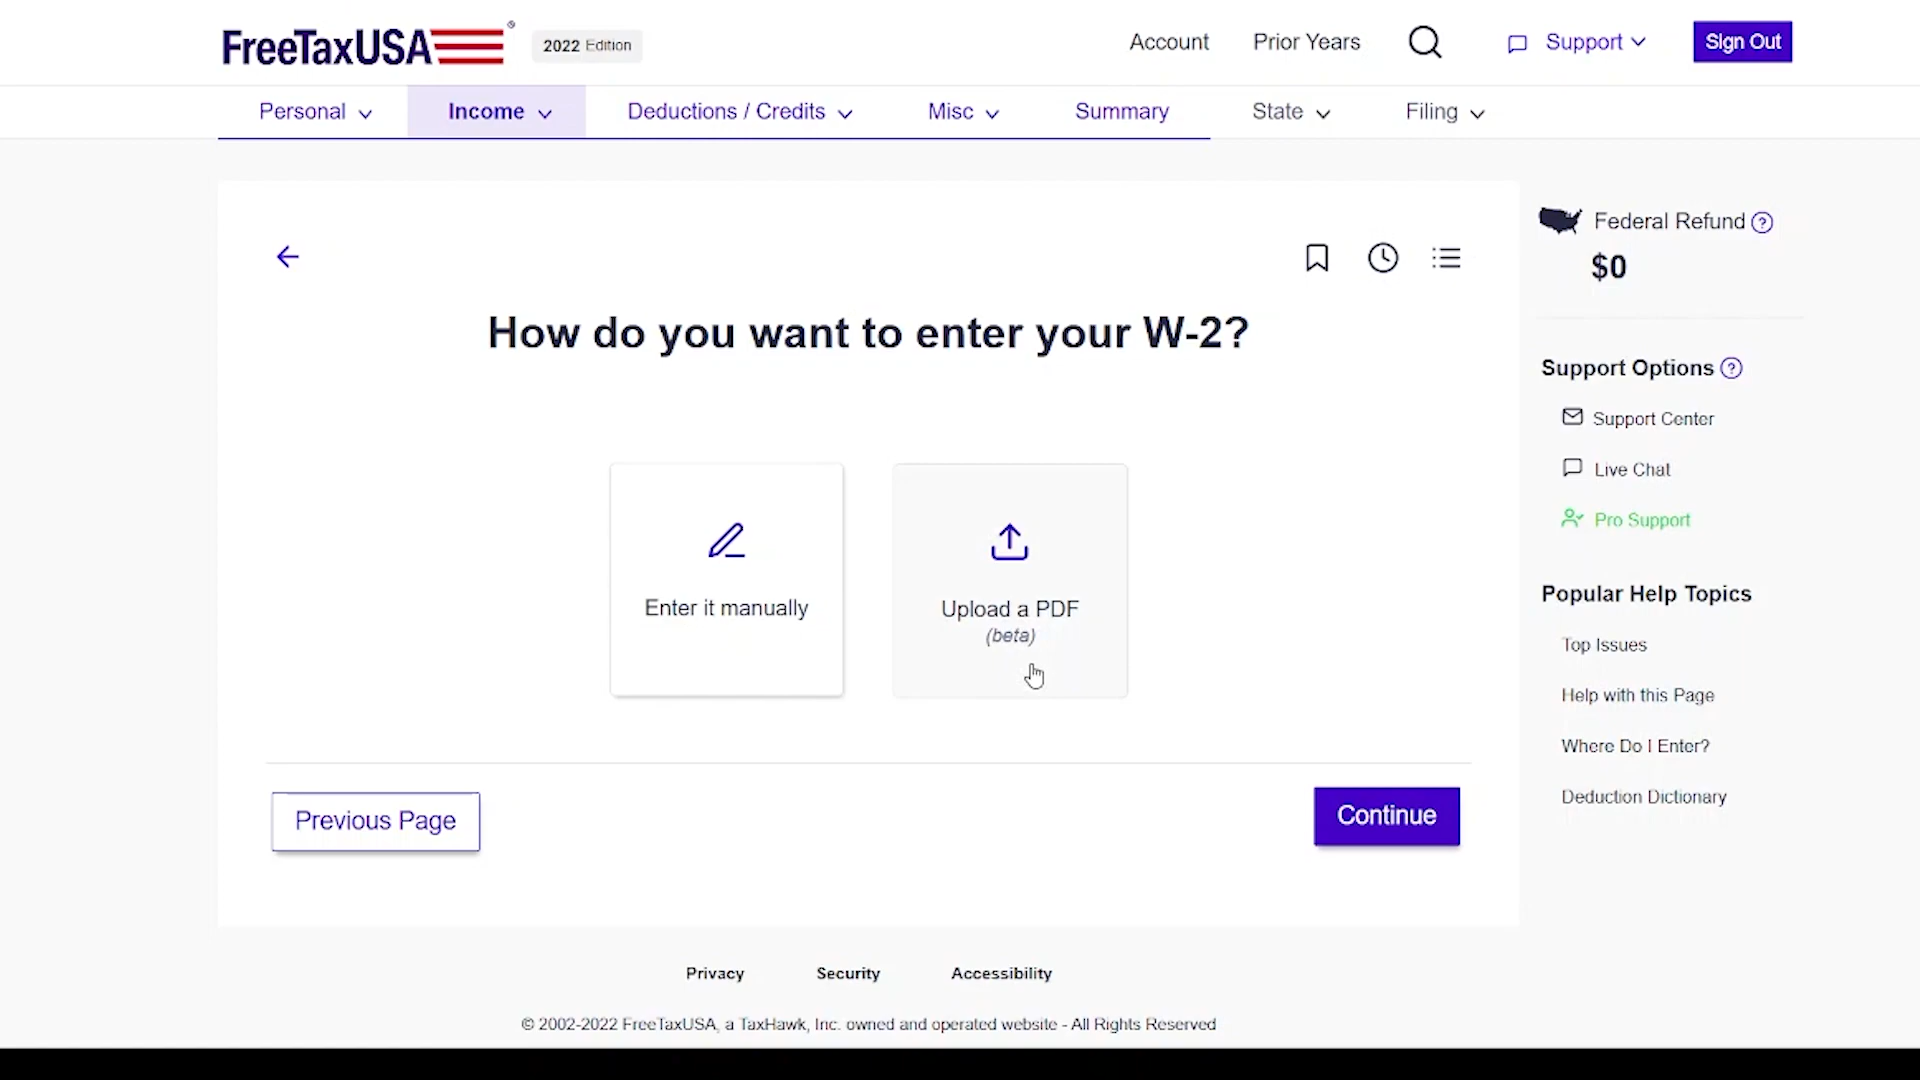 FreeTaxUSA®
2022 Edition
Account
Prior Years
Support
Sign Out
Personal
Income
Deductions / Credits
Misc
Summary
State
Filing
How do you want to enter your W-2?
Enter it manually
Upload a PDF
(beta)
Previous Page
Continue
Federal Refund ?
$0
Support Options ?
Support Center
Live Chat
Pro Support
Popular Help Topics
Top Issues
Help with this Page
Where Do I Enter?
Deduction Dictionary
Privacy
Security
Accessibility
© 2002-2022 FreeTaxUSA, a TaxHawk, Inc. owned and operated website - All Rights Reserved